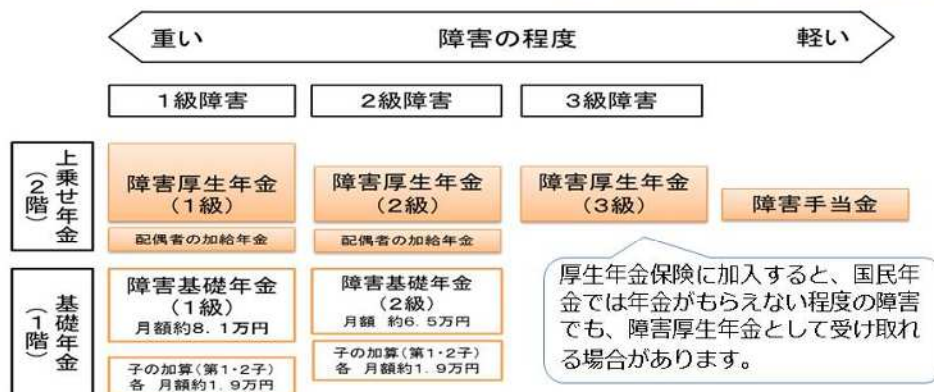 重い 障害の程度 軽い
1級障害 2級障害 3級障害
上乗せ年金
(2階)
障害厚生年金
(1級)
配偶者の加給年金
障害厚生年金
(2級)
配偶者の加給年金
障害厚生年金
(3級)
障害手当金
基礎年金
(1階)
障害基礎年金
(1級)
月額約8.1万円
子の加算(第1・2子)
各 月額約1.9万円
障害基礎年金
(2級)
月額 約6.5万円
子の加算(第1・2子)
各 月額約1.9万円
厚生年金保険に加入すると、国民年
金では年金がもらえない程度の障害
でも、障害厚生年金として受け取れ
る場合があります。